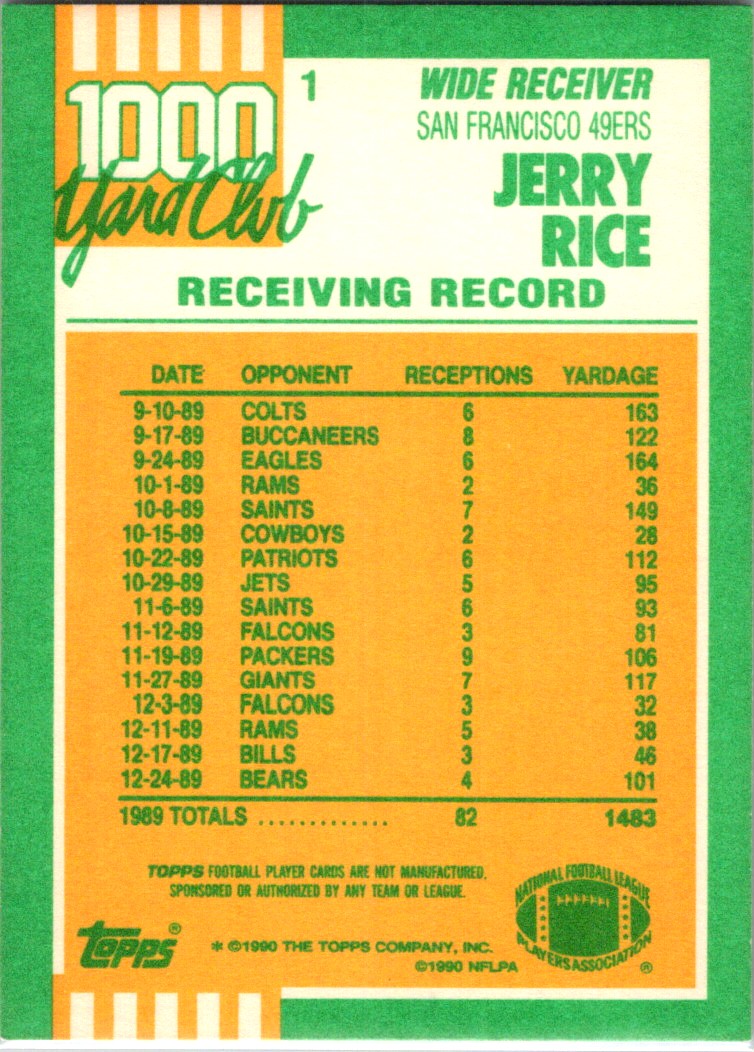 1000
Yard Club
1
WIDE RECEIVER
SAN FRANCISCO 49ERS
JERRY
RICE
RECEIVING RECORD
DATE OPPONENT RECEPTIONS YARDAGE
9-10-89 COLTS 6 163
9-17-89 BUCCANEERS 8 122
9-24-89 EAGLES 6 164
10-1-89 RAMS 2 36
10-8-89 SAINTS 7 149
10-15-89 COWBOYS 2 28
10-22-89 PATRIOTS 6 112
10-29-89 JETS 5 95
11-6-89 SAINTS 6 93
11-12-89 FALCONS 3 81
11-19-89 PACKERS 9 106
11-27-89 GIANTS 7 117
12-3-89 FALCONS 3 32
12-11-89 RAMS 5 38
12-17-89 BILLS 3 46
12-24-89 BEARS 4 101
1989 TOTALS ............. 82 1483
TOPPS FOOTBALL PLAYER CARDS ARE NOT MANUFACTURED,
SPONSORED OR AUTHORIZED BY ANY TEAM OR LEAGUE.
NATIONAL FOOTBALL LEAGUE
PLAYERS ASSOCIATION ®
topps®
* ©1990 THE TOPPS COMPANY, INC.
©1990 NFLPA